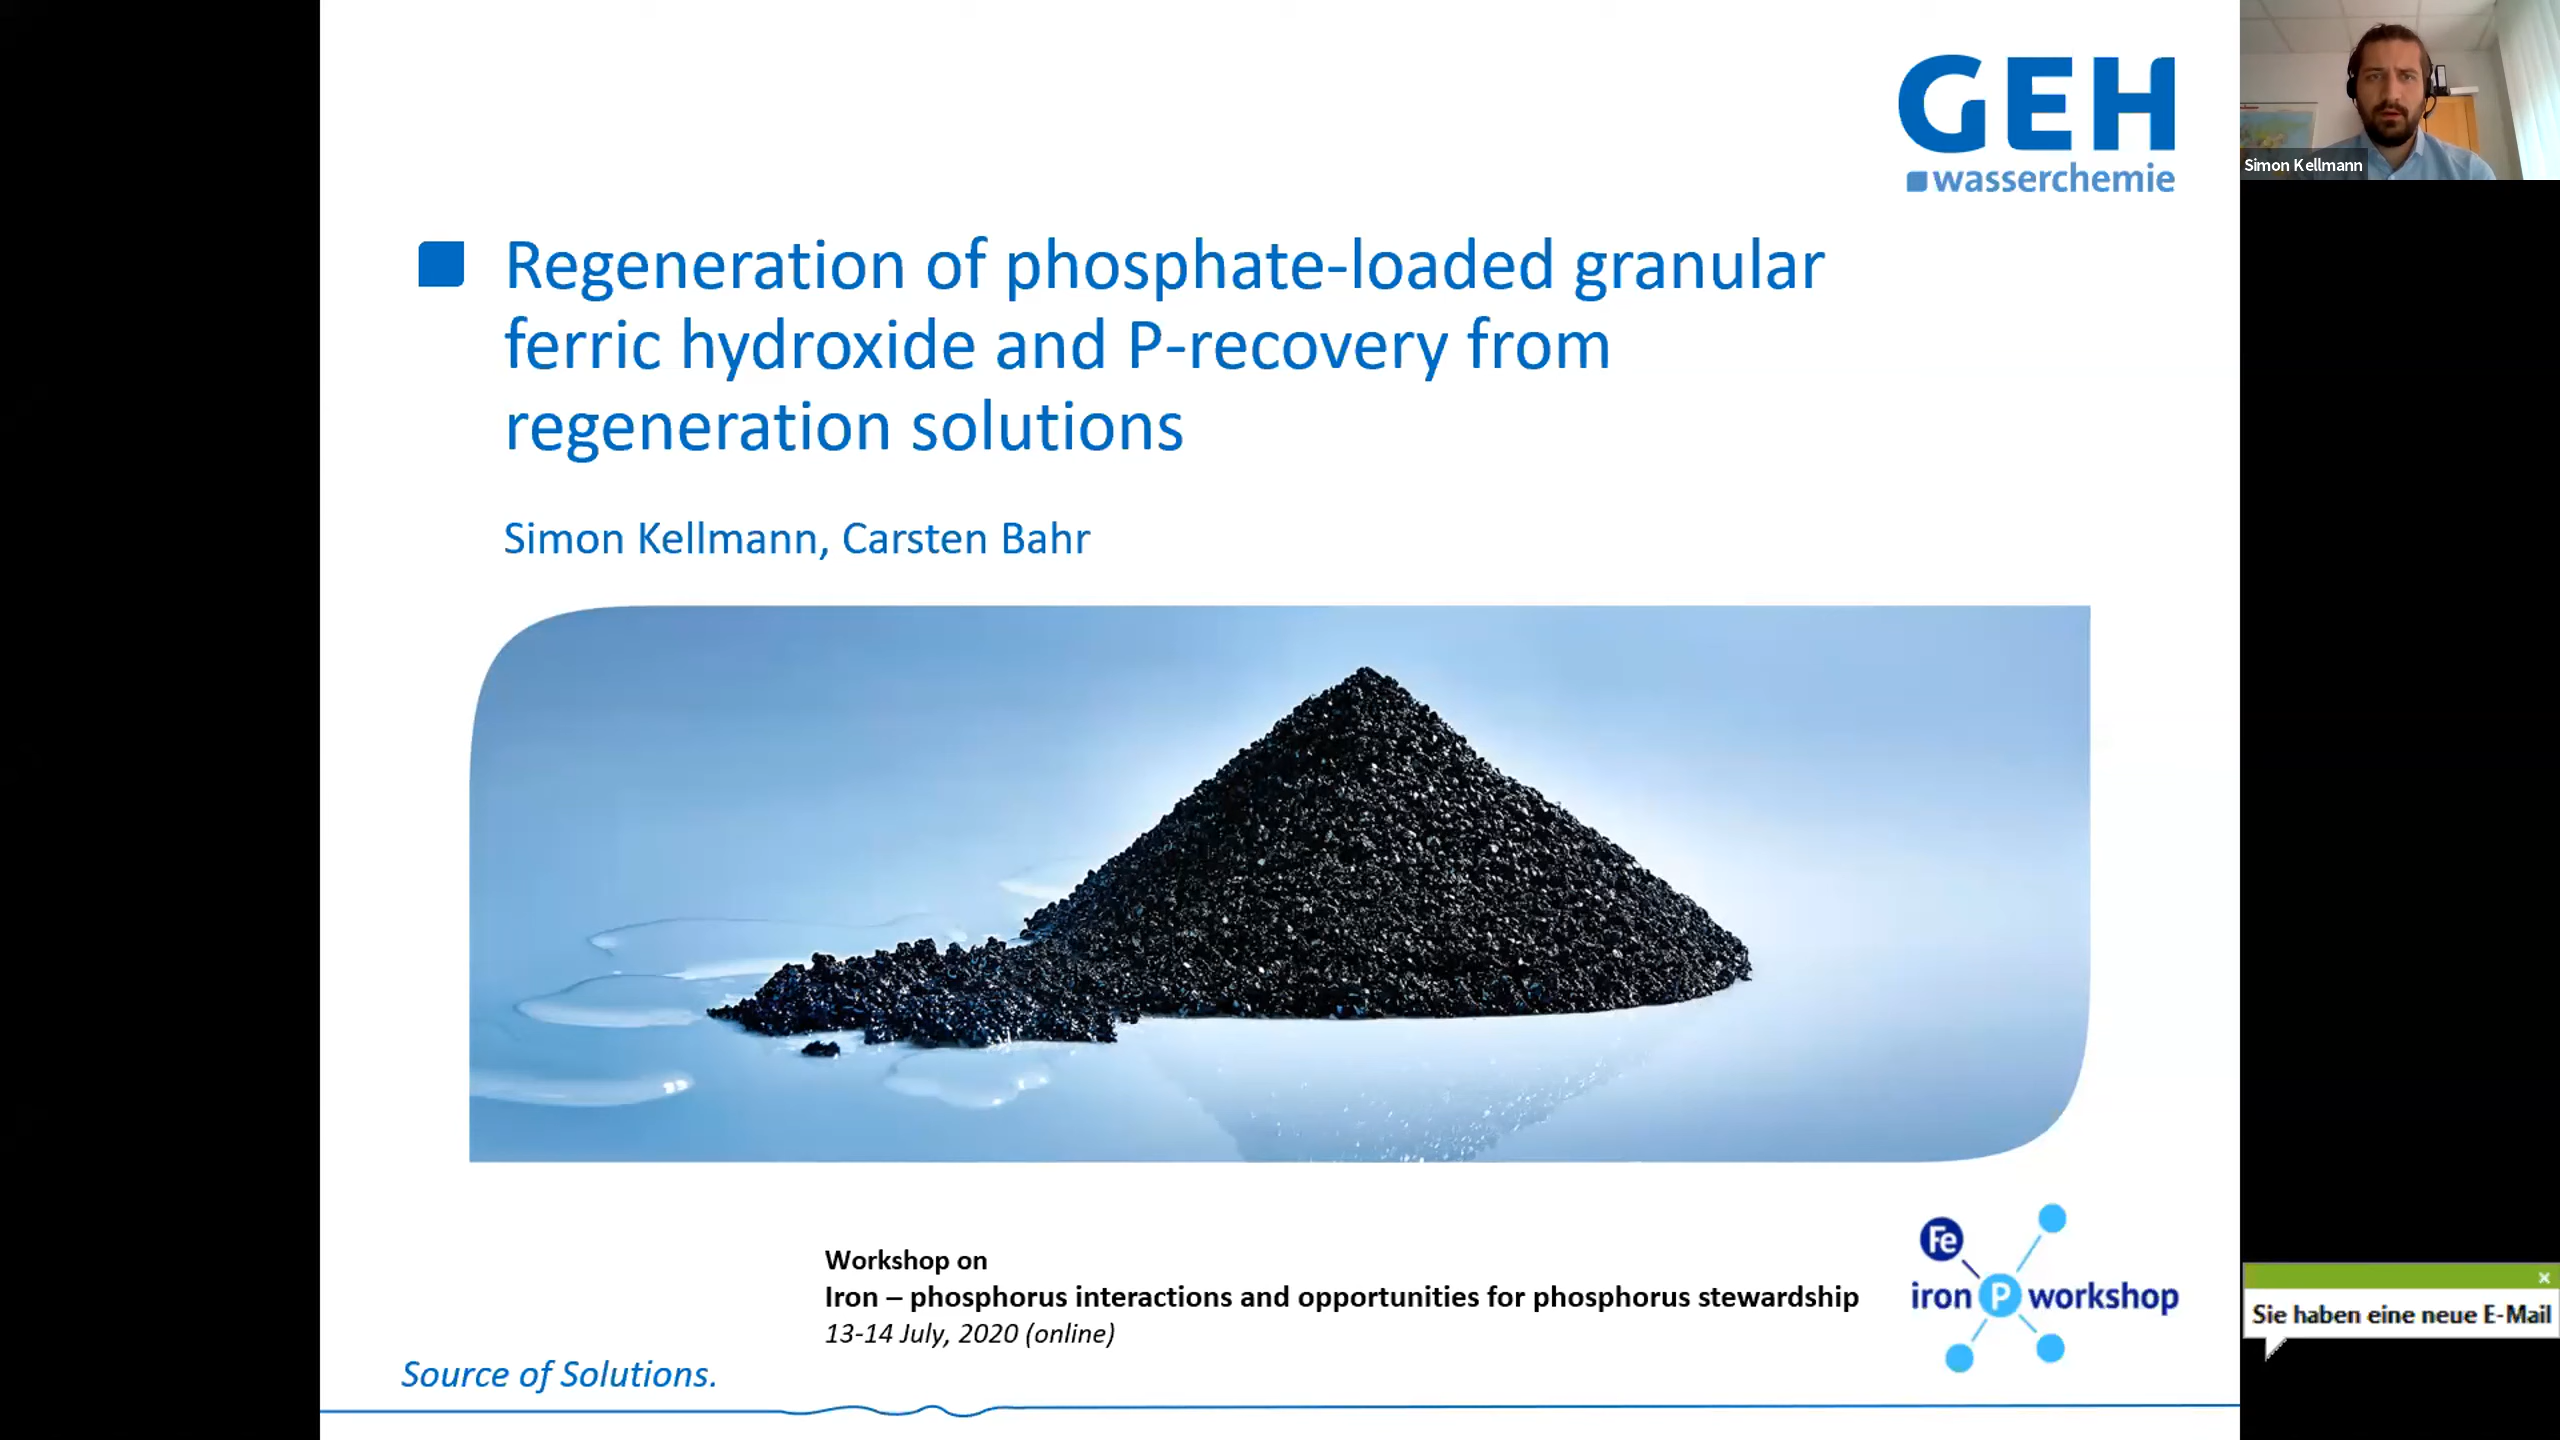 GEH
wasserchemie
Simon Kellmann
Regeneration of phosphate-loaded granular
ferric hydroxide and P-recovery from
regeneration solutions
Simon Kellmann, Carsten Bahr
Workshop on
Iron – phosphorus interactions and opportunities for phosphorus stewardship
13-14 July, 2020 (online)
Fe
iron P workshop
Sie haben eine neue E-Mail
Source of Solutions.